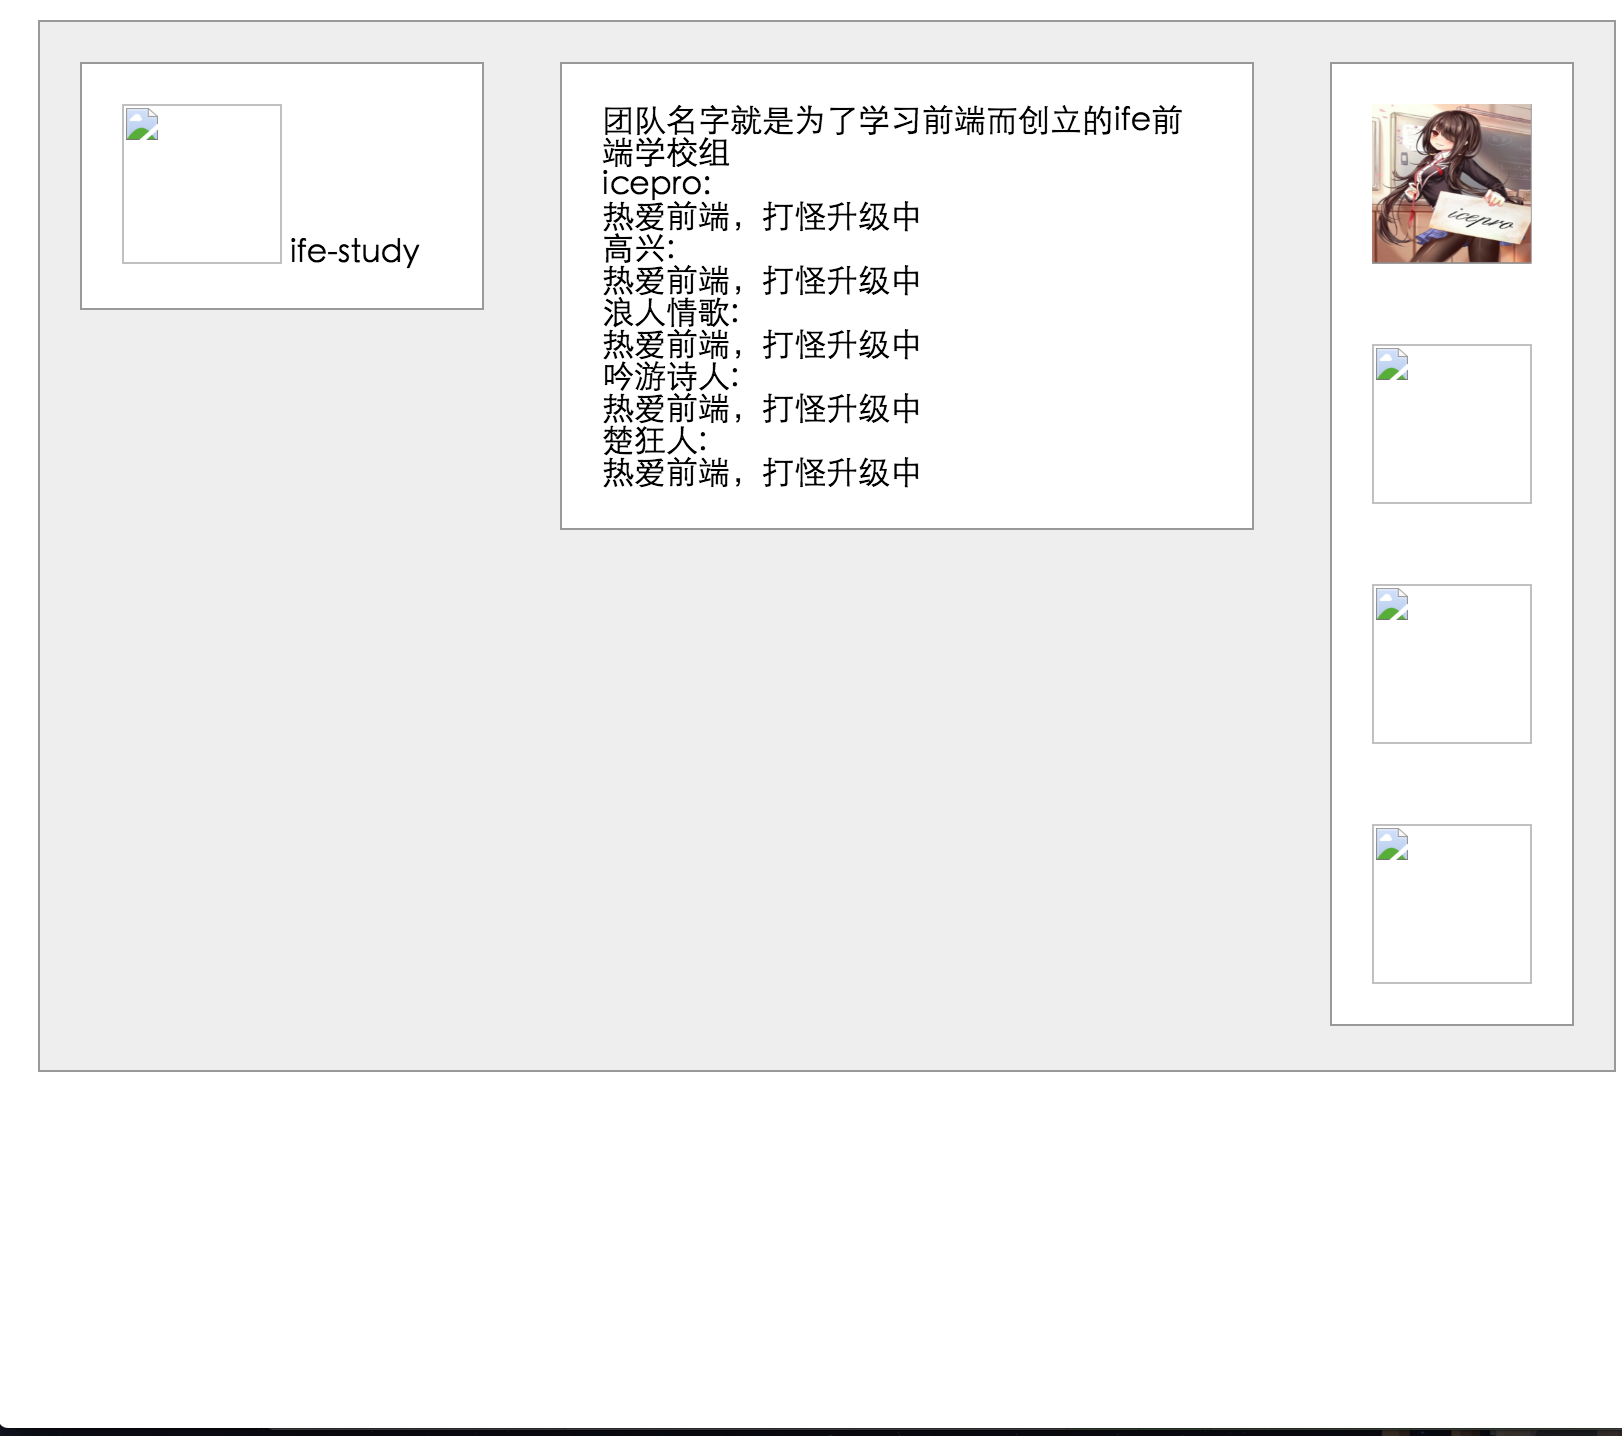 ife-study
团队名字就是为了学习前端而创立的ife前
端学校组
icepro:
热爱前端，打怪升级中
高兴:
热爱前端，打怪升级中
浪人情歌:
热爱前端，打怪升级中
吟游诗人:
热爱前端，打怪升级中
楚狂人:
热爱前端，打怪升级中
icepro